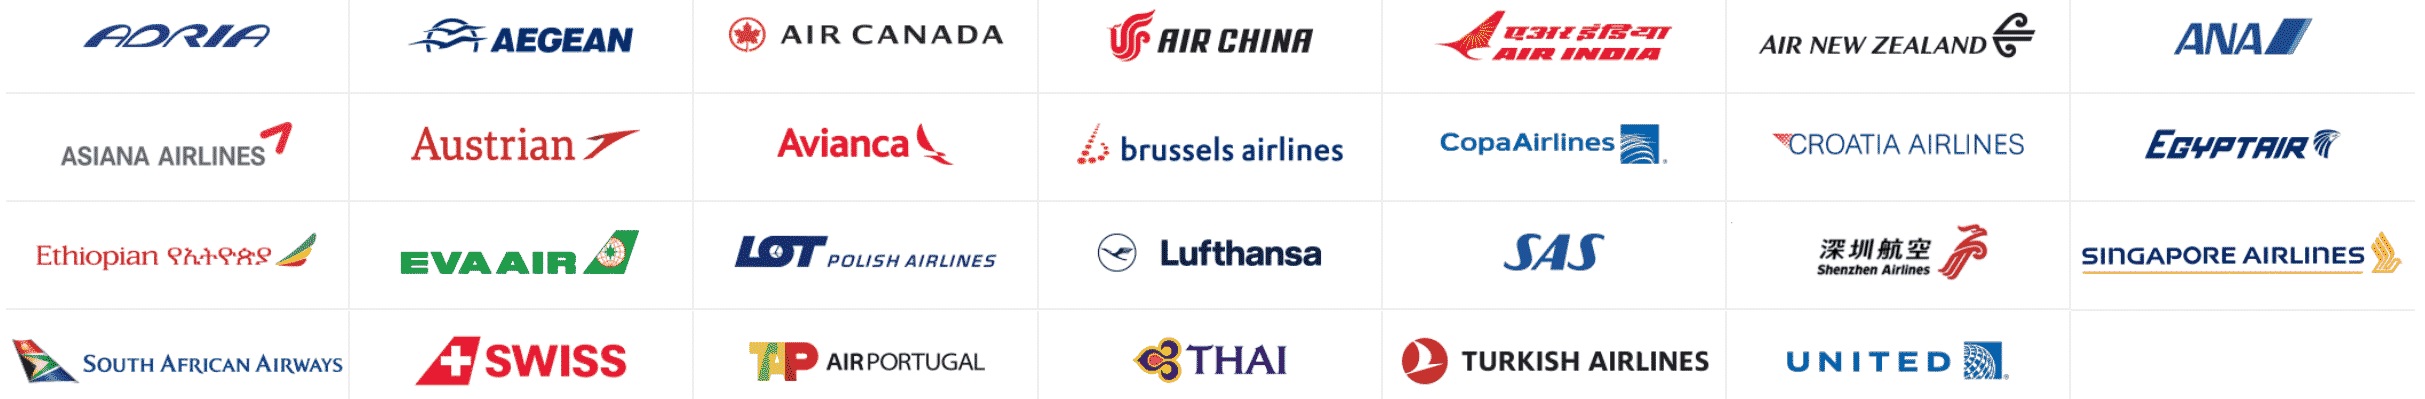 ADRIA
AEGEAN
AIR CANADA
AIR CHINA
एअर इंडिया
AIR INDIA
AIR NEW ZEALAND
ANA
ASIANA AIRLINES
Austrian
Avianca
brussels airlines
CopaAirlines
CROATIA AIRLINES
EGYPTAIR
Ethiopian የኢትዮጵያ
EVA AIR
LOT POLISH AIRLINES
Lufthansa
SAS
深圳航空
Shenzhen Airlines
SINGAPORE AIRLINES
SOUTH AFRICAN AIRWAYS
SWISS
TAP AIRPORTUGAL
THAI
TURKISH AIRLINES
UNITED